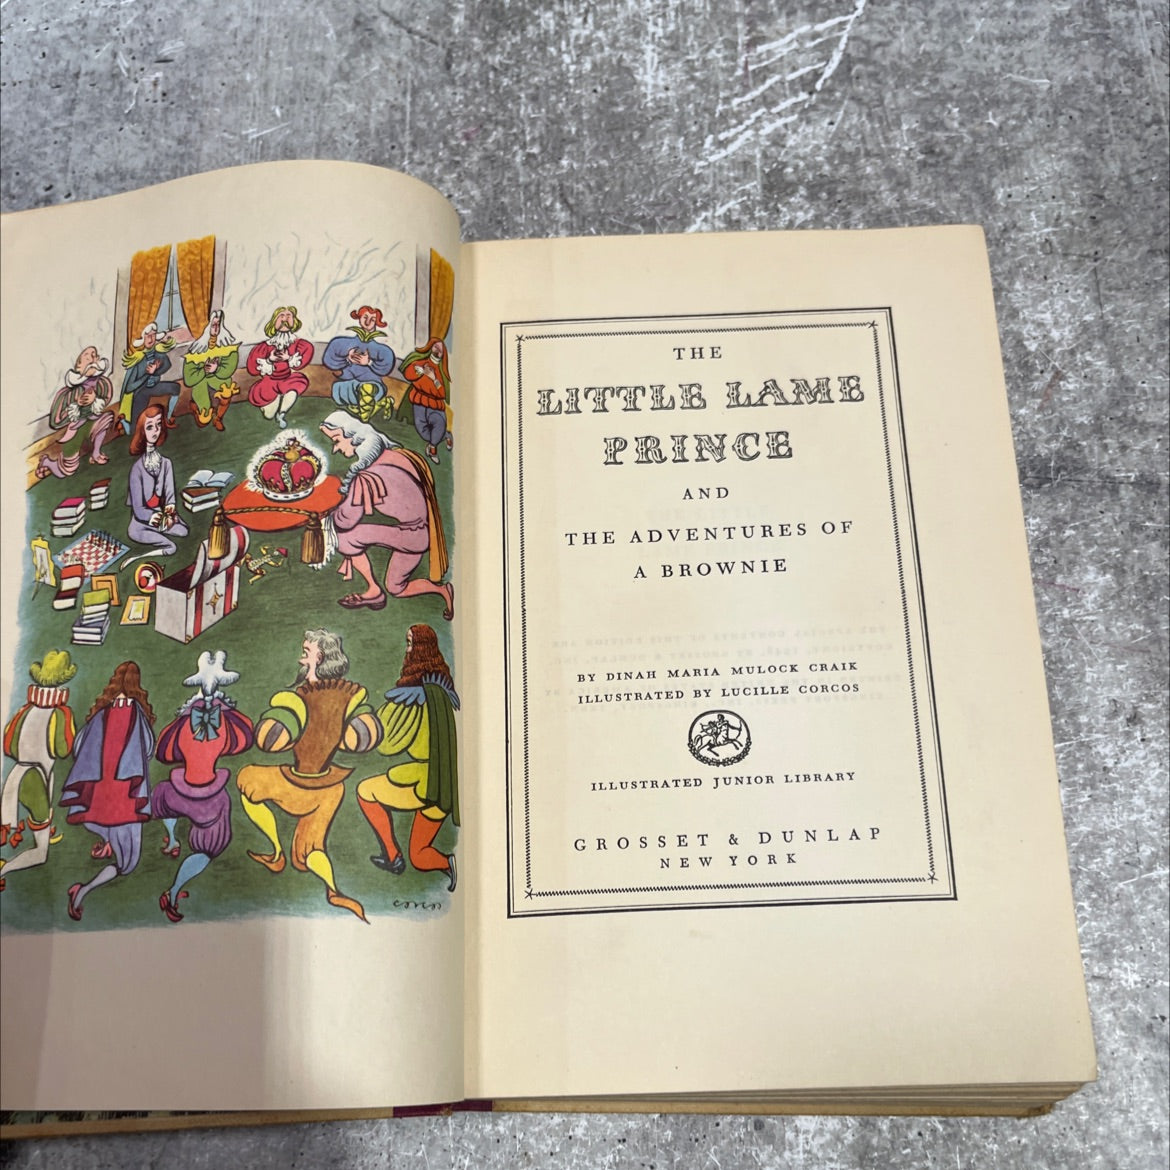 corcos
THE
LITTLE LAME
PRINCE
AND
THE ADVENTURES OF
A BROWNIE
BY DINAH MARIA MULOCK CRAIK
ILLUSTRATED BY LUCILLE CORCOS
ILLUSTRATED JUNIOR LIBRARY
GROSSET & DUNLAP
NEW YORK